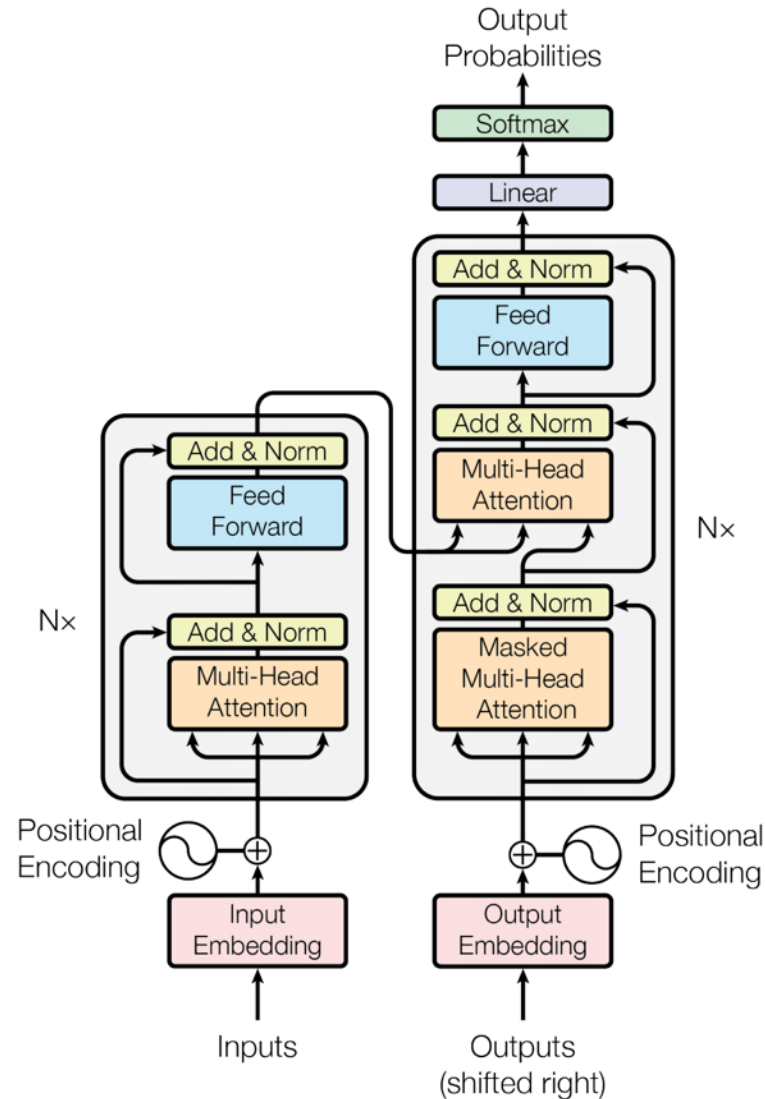 Output
Probabilities
Softmax
Linear
Add & Norm
Feed
Forward
Add & Norm
Multi-Head
Attention
Add & Norm
Masked
Multi-Head
Attention
N×
Add & Norm
Feed
Forward
Add & Norm
Multi-Head
Attention
N×
Positional
Encoding
Positional
Encoding
Input
Embedding
Output
Embedding
Inputs
Outputs
(shifted right)